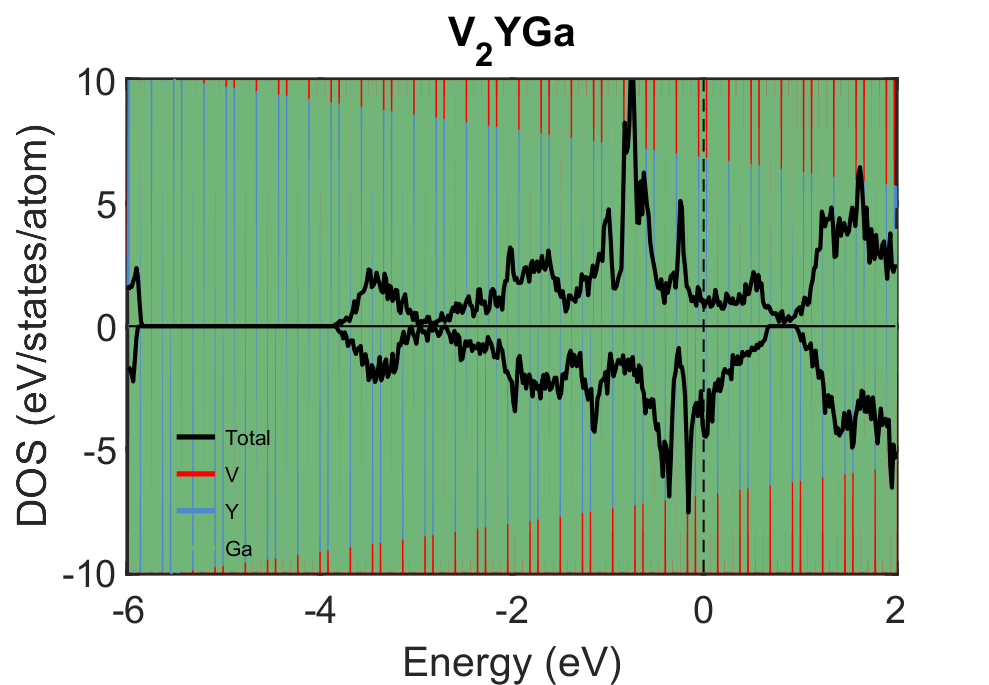 V2YGa
DOS (eV/states/atom)
10
5
0
-5
-10
Total
V
Y
Ga
-6 -4 -2 0 2
Energy (eV)